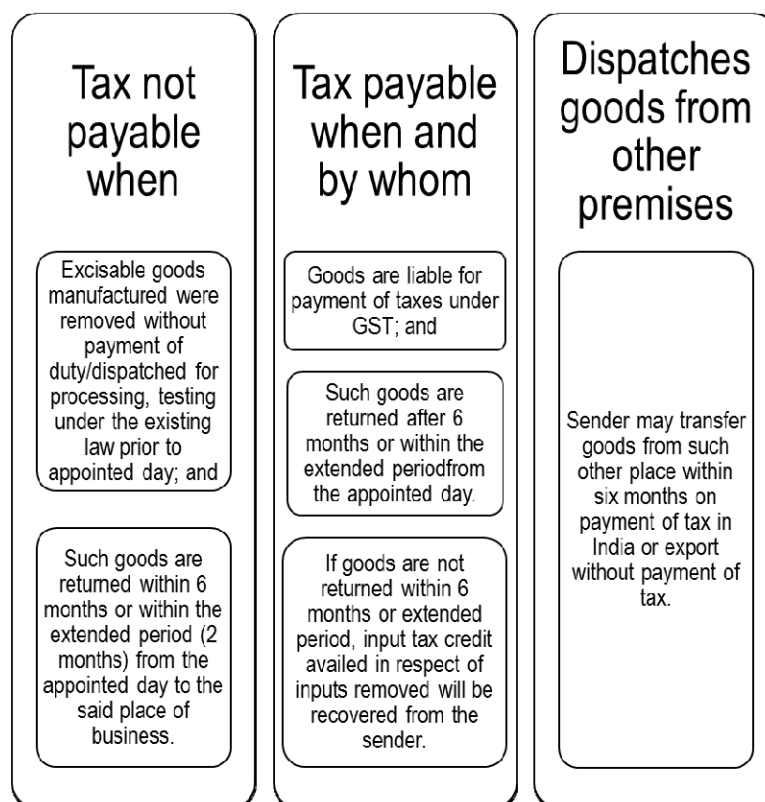 Tax not
payable
when
Excisable goods
manufactured were
removed without
payment of
duty/dispatched for
processing, testing
under the existing
law prior to
appointed day; and
Such goods are
returned within 6
months or within the
extended period (2
months) from the
appointed day to the
said place of
business.
Tax payable
when and
by whom
Goods are liable for
payment of taxes under
GST; and
Such goods are
returned after 6
months or within the
extended periodfrom
the appointed day.
If goods are not
returned within 6
months or extended
period, input tax credit
availed in respect of
inputs removed will be
recovered from the
sender.
Dispatches
goods from
other
premises
Sender may transfer
goods from such
other place within
six months on
payment of tax in
India or export
without payment of
tax.